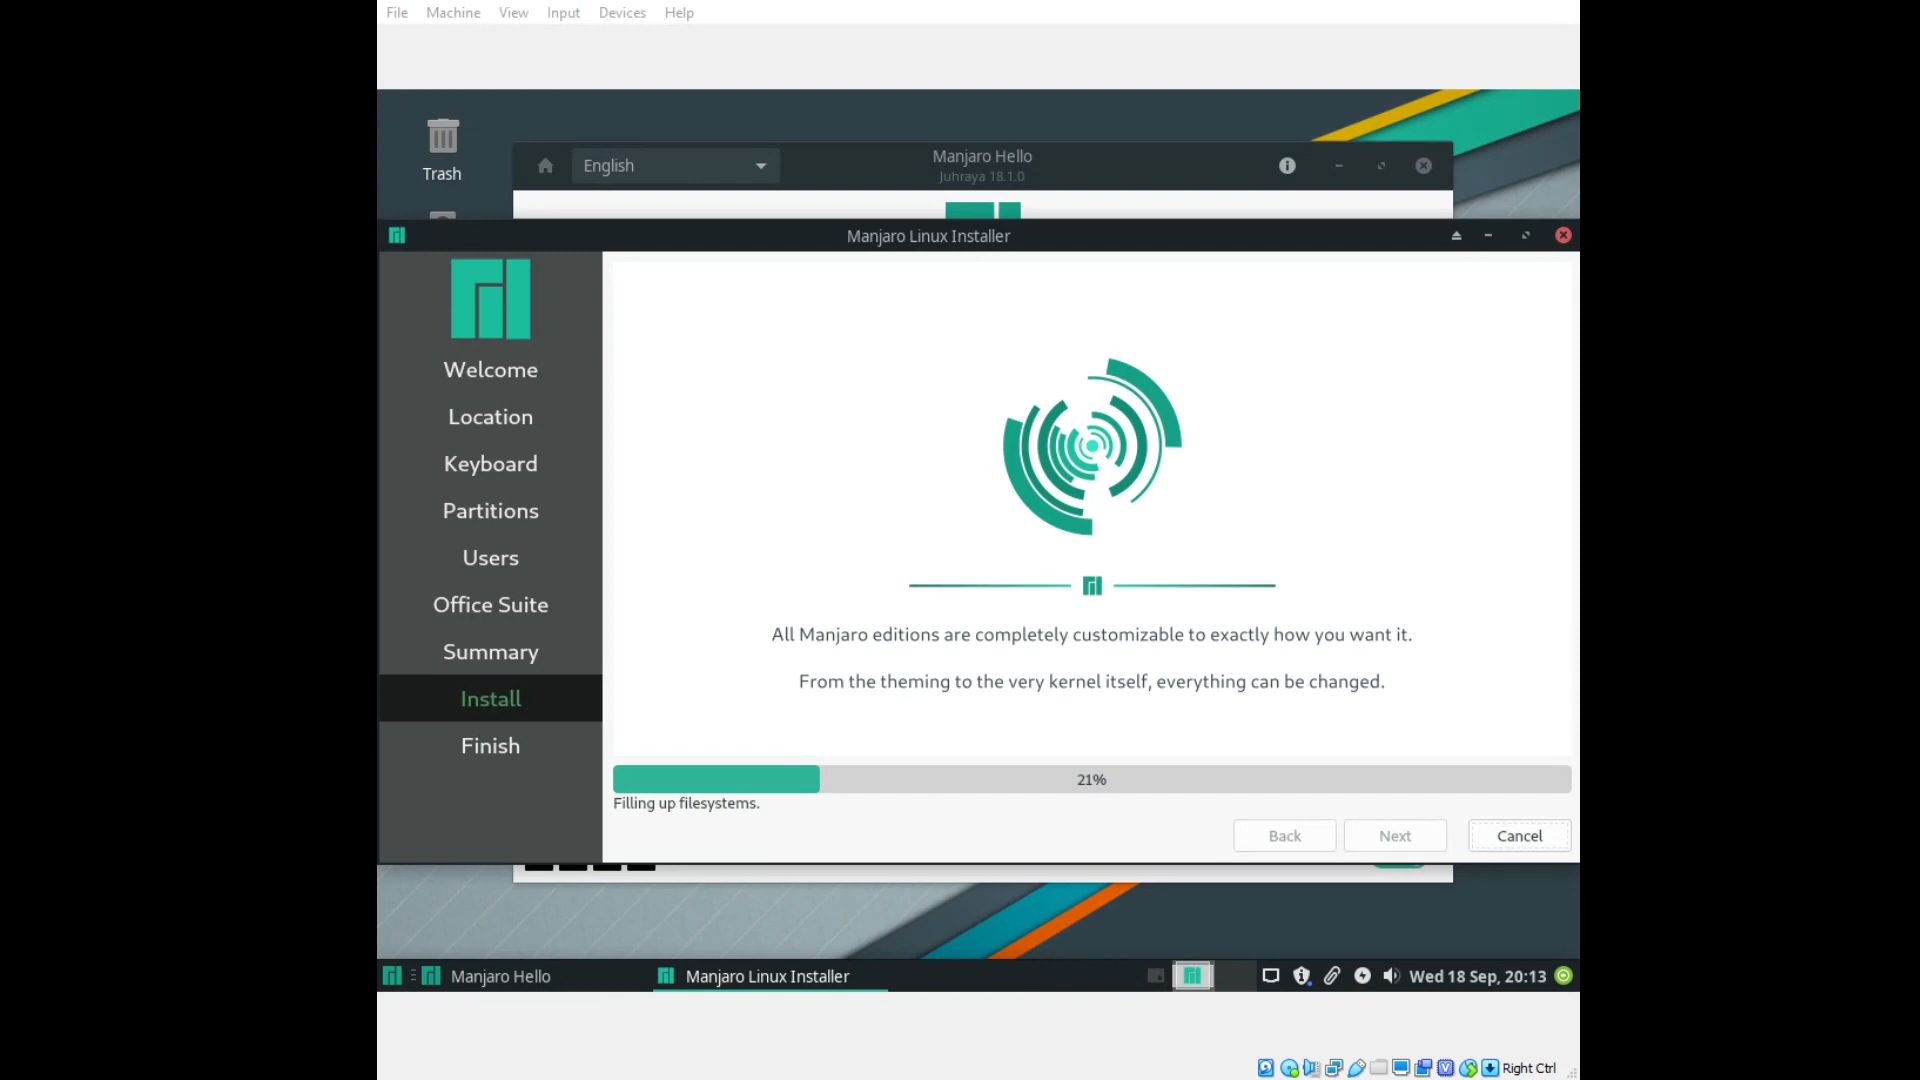 File Machine View Input Devices Help
Trash
English
Manjaro Hello
Juhraya 18.1.0
Manjaro Linux Installer
Welcome
Location
Keyboard
Partitions
Users
Office Suite
Summary
Install
Finish
All Manjaro editions are completely customizable to exactly how you want it.
From the theming to the very kernel itself, everything can be changed.
21%
Filling up filesystems.
Back Next Cancel
Manjaro Hello Manjaro Linux Installer Wed 18 Sep, 20:13
Right Ctrl